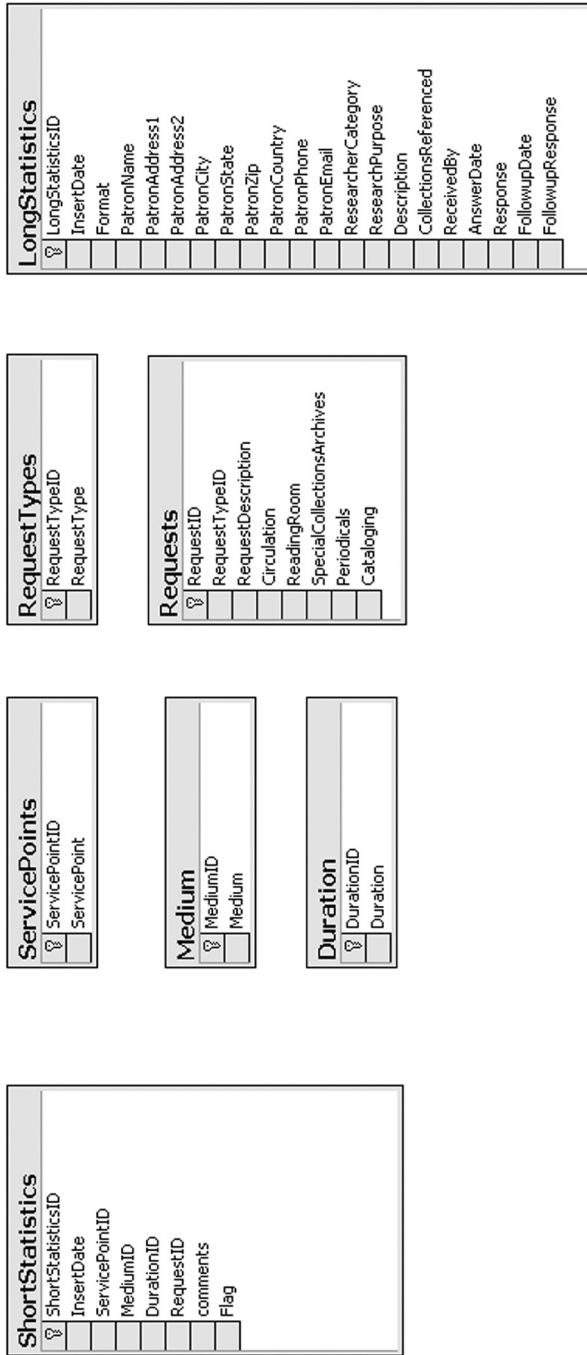 ShortStatistics
ShortStatisticsID
InsertDate
ServicePointID
MediumID
DurationID
RequestID
comments
Flag
ServicePoints
ServicePointID
ServicePoint
Medium
MediumID
Medium
Duration
DurationID
Duration
RequestTypes
RequestTypeID
RequestType
Requests
RequestID
RequestTypeID
RequestDescription
Circulation
ReadingRoom
SpecialCollectionsArchives
Periodicals
Cataloging
LongStatistics
LongStatisticsID
InsertDate
Format
PatronName
PatronAddress1
PatronAddress2
PatronCity
PatronState
PatronZip
PatronCountry
PatronPhone
PatronEmail
ResearcherCategory
ResearchPurpose
Description
CollectionsReferenced
ReceivedBy
AnswerDate
Response
FollowupDate
FollowupResponse